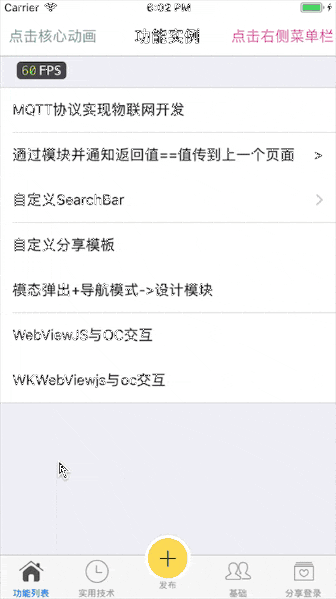 Carrier 6:02 PM
点击核心动画 功能实例 点击右侧菜单栏
60 FPS
MQTT协议实现物联网开发
通过模块并通知返回值==值传到上一个页面 >
自定义SearchBar
自定义分享模板
模态弹出+导航模式->设计模块
WebViewJS与OC交互
WKWebViewjs与oc交互
功能列表 实用技术 发布 基础 分享登录